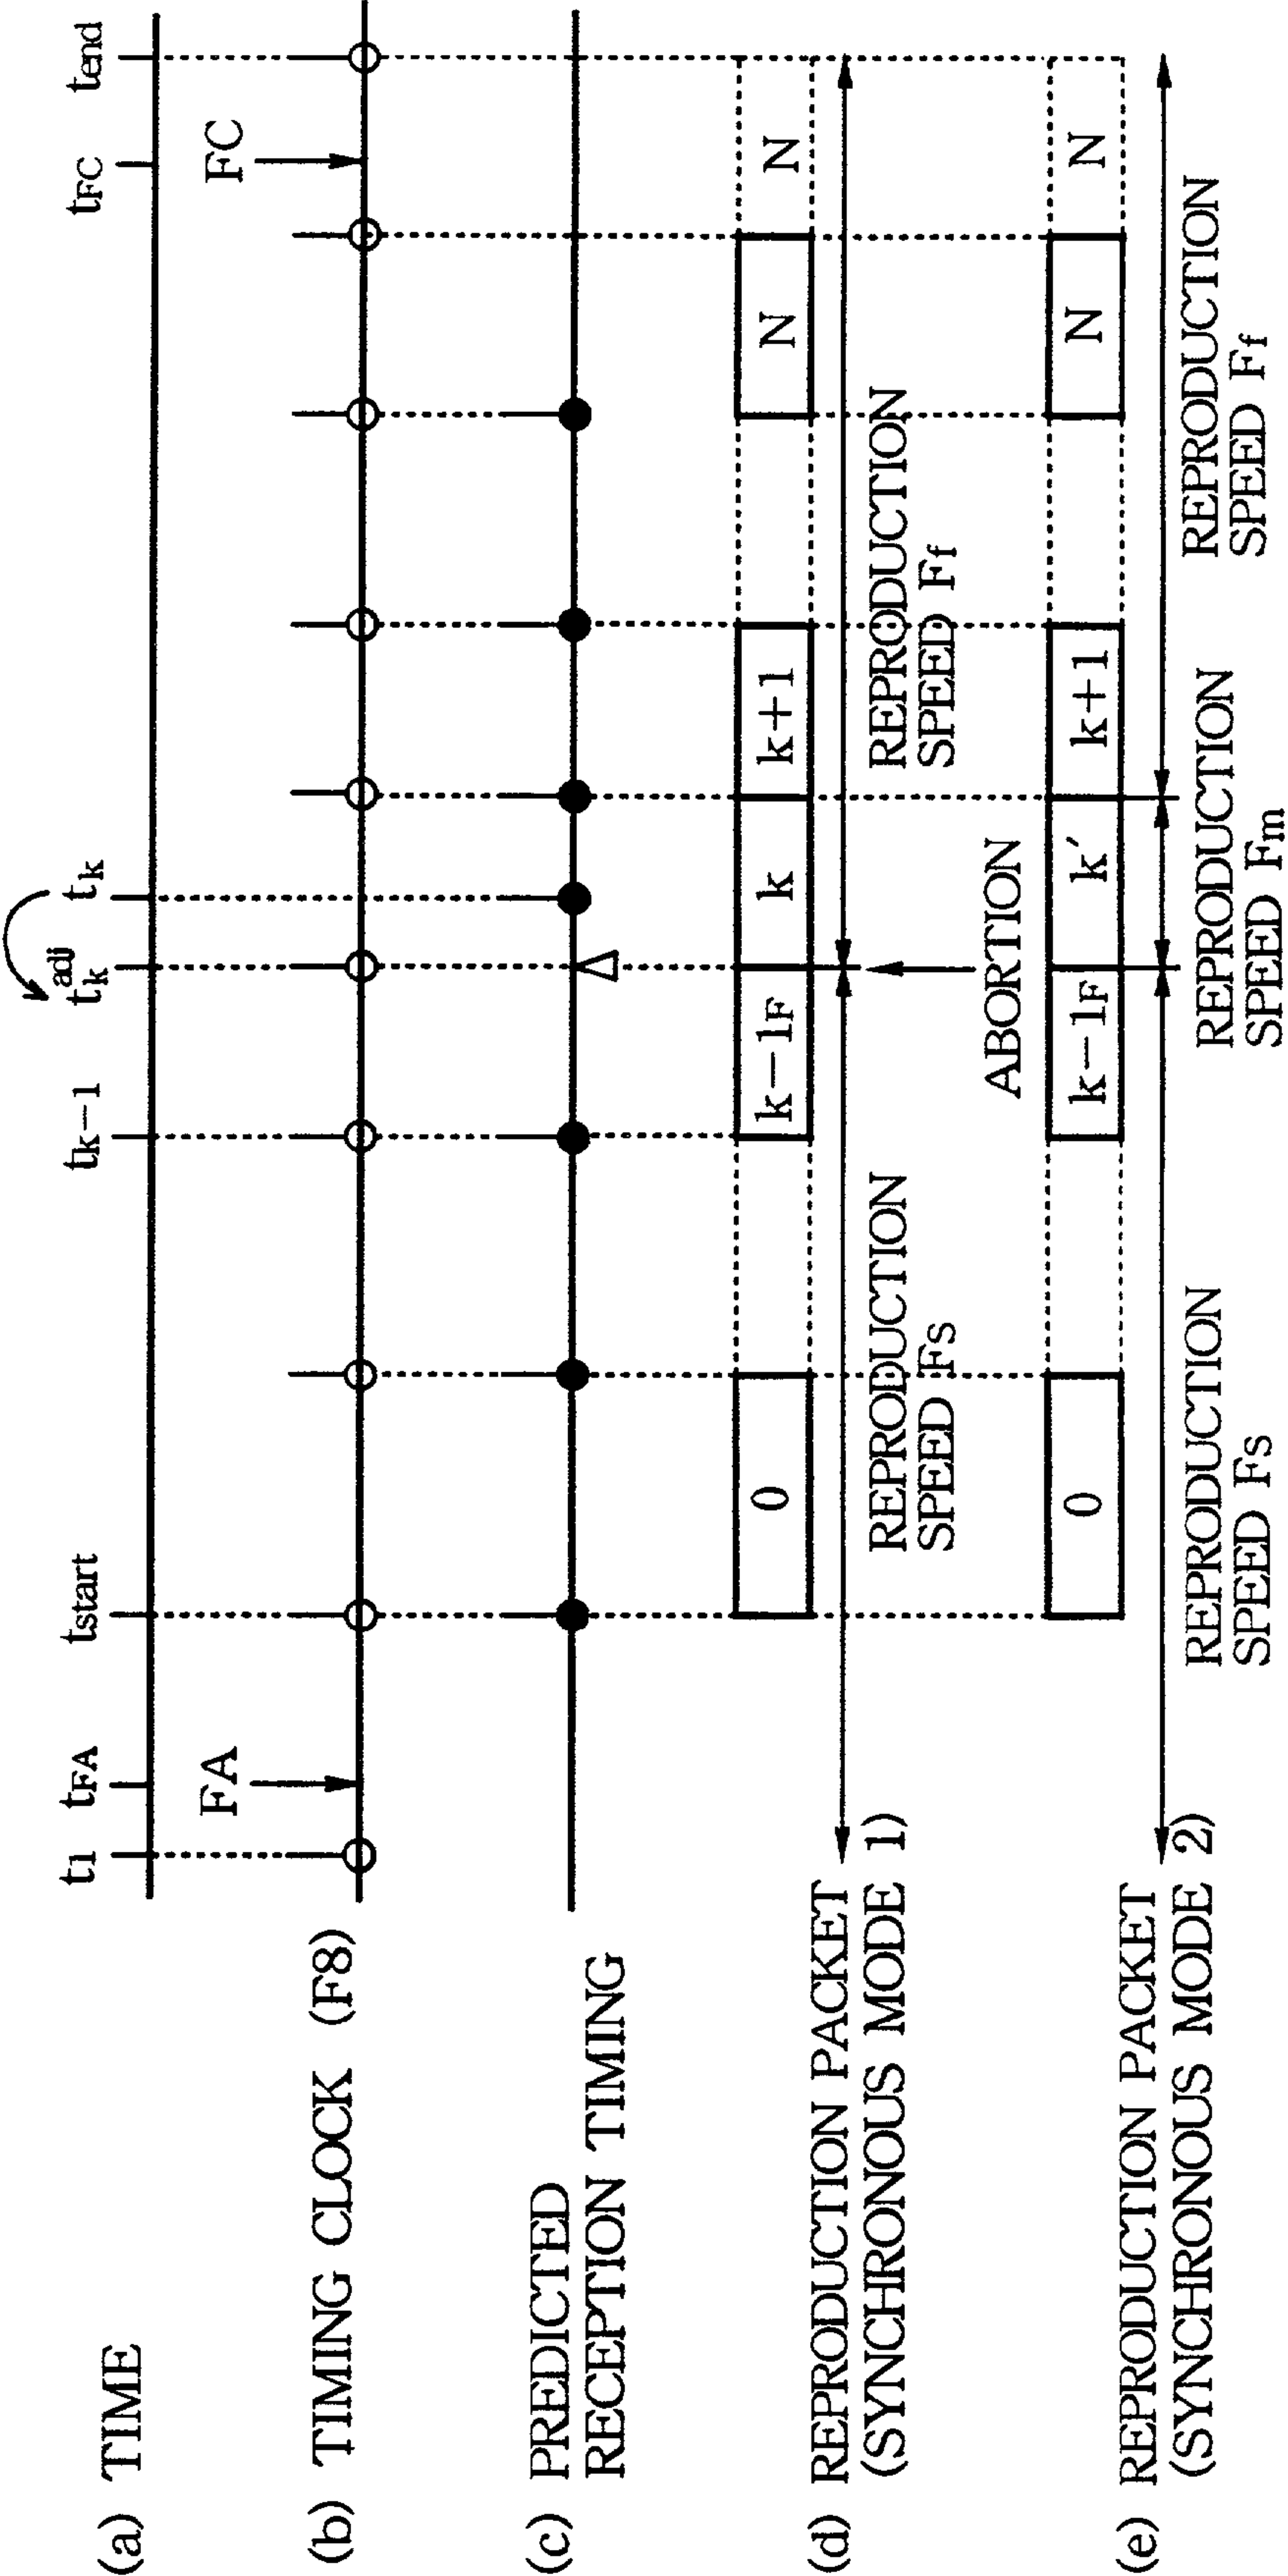 (a) TIME
t1 tFA tstart tk-1 tk adj tk tFC tend
(b) TIMING CLOCK (F8)
FA FC
(c) PREDICTED
RECEPTION TIMING
(d) REPRODUCTION PACKET
(SYNCHRONOUS MODE 1)
0 k-1F k k+1 N N
REPRODUCTION
SPEED Fs
REPRODUCTION
SPEED Ff
ABORTION
(e) REPRODUCTION PACKET
(SYNCHRONOUS MODE 2)
0 k-1F k' k+1 N N
REPRODUCTION
SPEED Fs
REPRODUCTION
SPEED Fm
REPRODUCTION
SPEED Ff